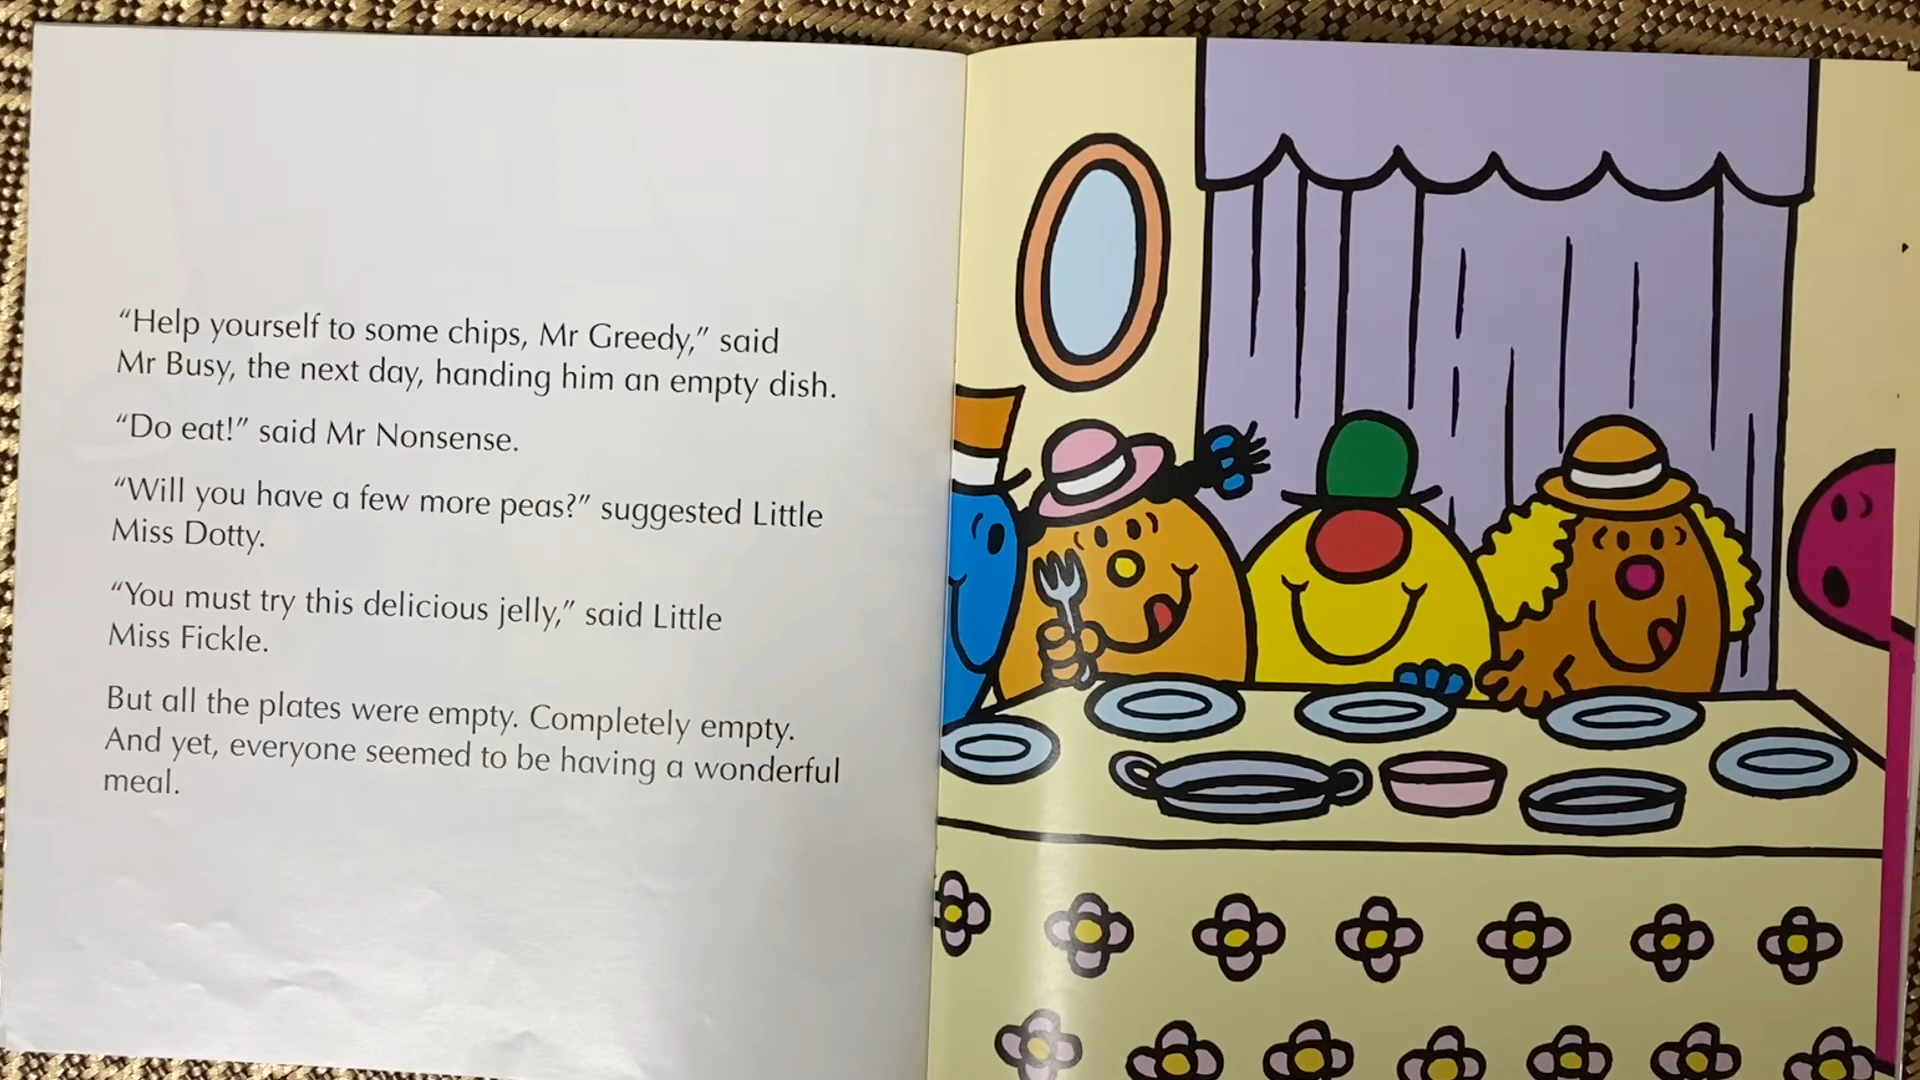 “Help yourself to some chips, Mr Greedy,” said
Mr Busy, the next day, handing him an empty dish.
“Do eat!” said Mr Nonsense.
“Will you have a few more peas?” suggested Little
Miss Dotty.
“You must try this delicious jelly,” said Little
Miss Fickle.
But all the plates were empty. Completely empty.
And yet, everyone seemed to be having a wonderful
meal.